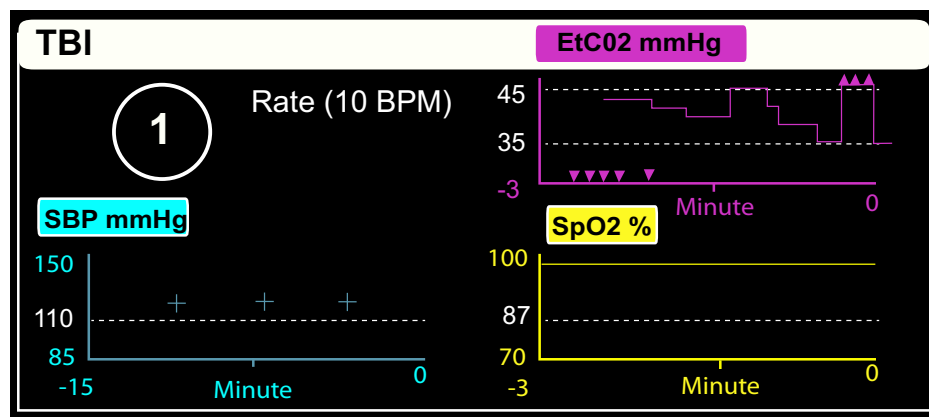 TBI
EtC02 mmHg
1
Rate (10 BPM)
45
35
-3
Minute
0
SBP mmHg
150
110
85
-15
Minute
0
SpO2 %
100
87
70
-3
Minute
0